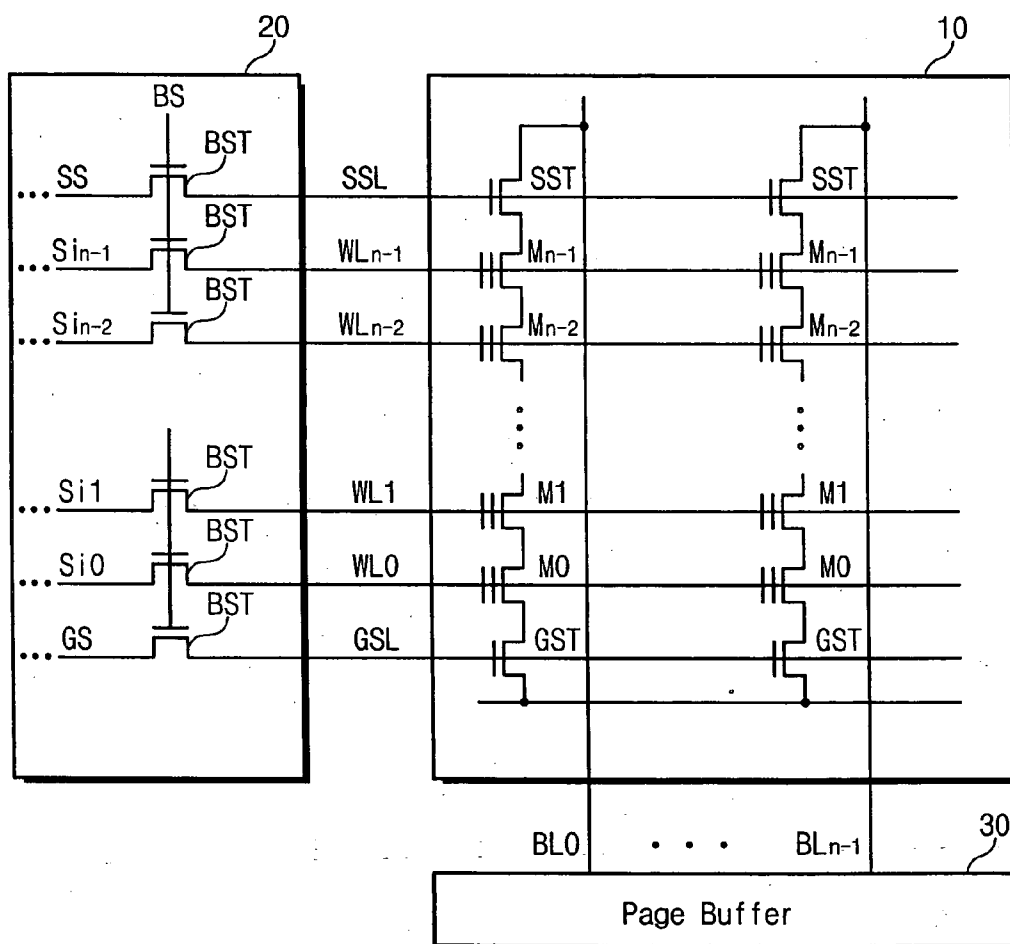 20
10
BS
BST
SS
SSL
SST
SST
BST
Sin-1
WLn-1
Mn-1
Mn-1
BST
Sin-2
WLn-2
Mn-2
Mn-2
BST
Si1
WL1
M1
M1
BST
Si0
WL0
M0
M0
BST
GS
GSL
GST
GST
BL0
BLn-1
30
Page Buffer